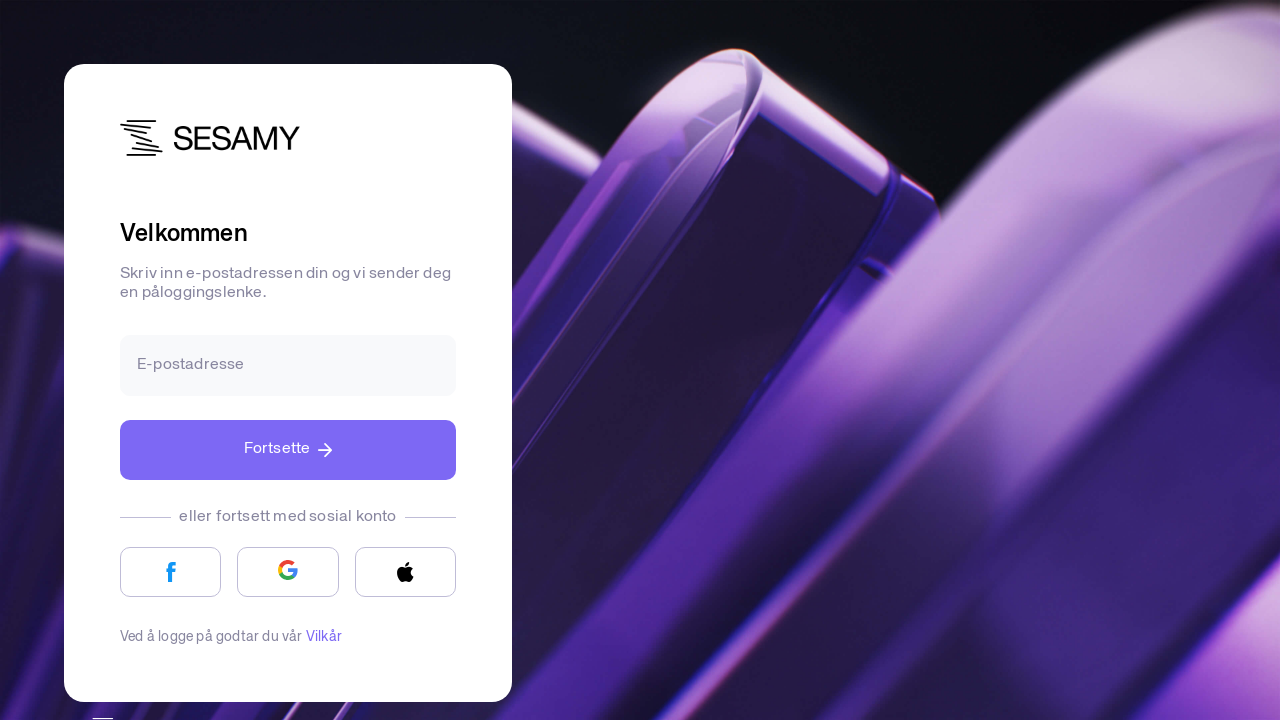 SESAMY
Velkommen
Skriv inn e-postadressen din og vi sender deg
en påloggingslenke.
E-postadresse
Fortsette
eller fortsett med sosial konto
Ved å logge på godtar du vår Vilkår